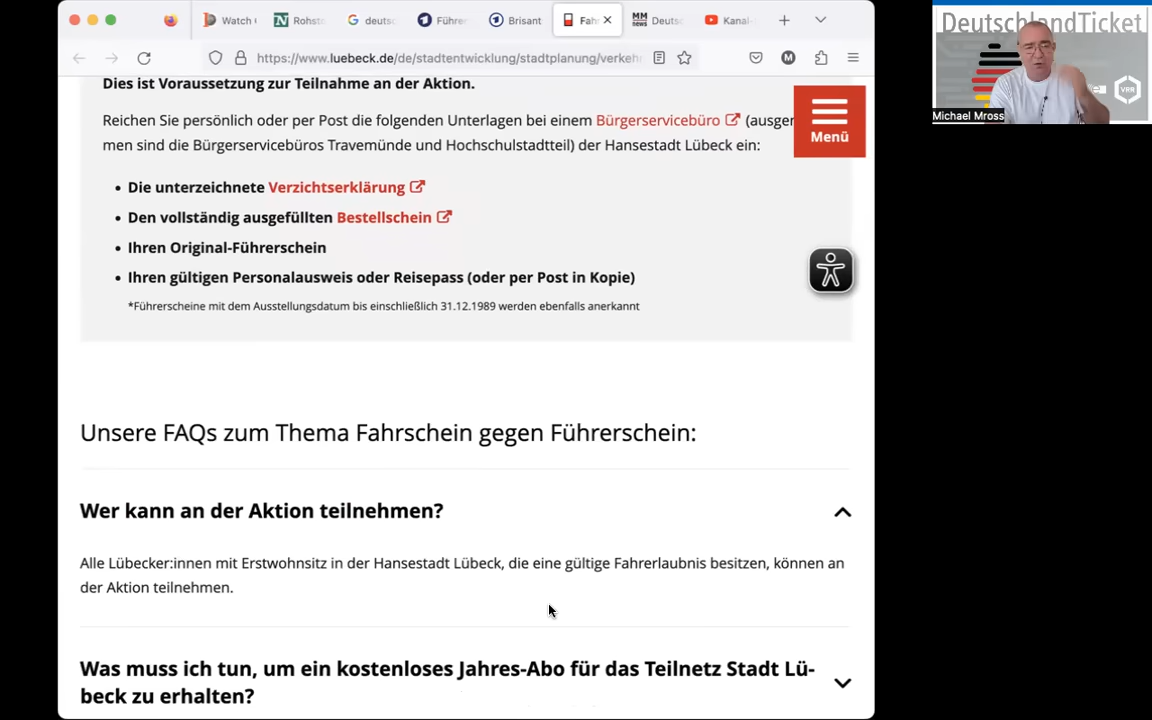 Watch
Rohst
deutsc
Führer
Brisant
Fah
Deutsc
Kanal-
https://www.luebeck.de/de/stadtentwicklung/stadtplanung/verkehr
Dies ist Voraussetzung zur Teilnahme an der Aktion.
Reichen Sie persönlich oder per Post die folgenden Unterlagen bei einem Bürgerservicebüro (ausgen
men sind die Bürgerservicebüros Travemünde und Hochschulstadtteil) der Hansestadt Lübeck ein:
Menü
• Die unterzeichnete Verzichtserklärung
• Den vollständig ausgefüllten Bestellschein
• Ihren Original-Führerschein
• Ihren gültigen Personalausweis oder Reisepass (oder per Post in Kopie)
*Führerscheine mit dem Ausstellungsdatum bis einschließlich 31.12.1989 werden ebenfalls anerkannt
Unsere FAQs zum Thema Fahrschein gegen Führerschein:
Wer kann an der Aktion teilnehmen?
Alle Lübecker:innen mit Erstwohnsitz in der Hansestadt Lübeck, die eine gültige Fahrerlaubnis besitzen, können an
der Aktion teilnehmen.
Was muss ich tun, um ein kostenloses Jahres-Abo für das Teilnetz Stadt Lü-
beck zu erhalten?
DeutschlandTicket
VRR
Michael Mross